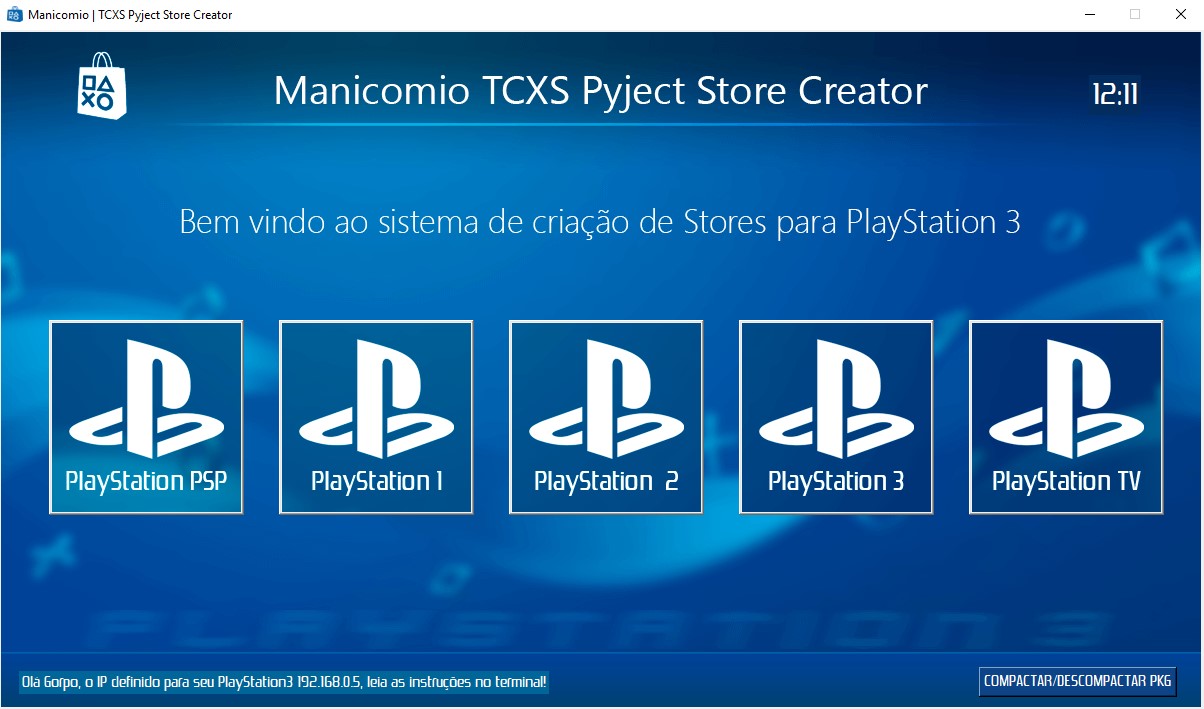 Manicomio | TCXS Pyject Store Creator
Manicomio TCXS Pyject Store Creator
12:11
Bem vindo ao sistema de criação de Stores para PlayStation 3
PlayStation PSP
PlayStation 1
PlayStation 2
PlayStation 3
PlayStation TV
PLAYSTATION 3
Olá Gorpo, o IP definido para seu PlayStation3 192.168.0.5, leia as instruções no terminal!
COMPACTAR/DESCOMPACTAR PKG